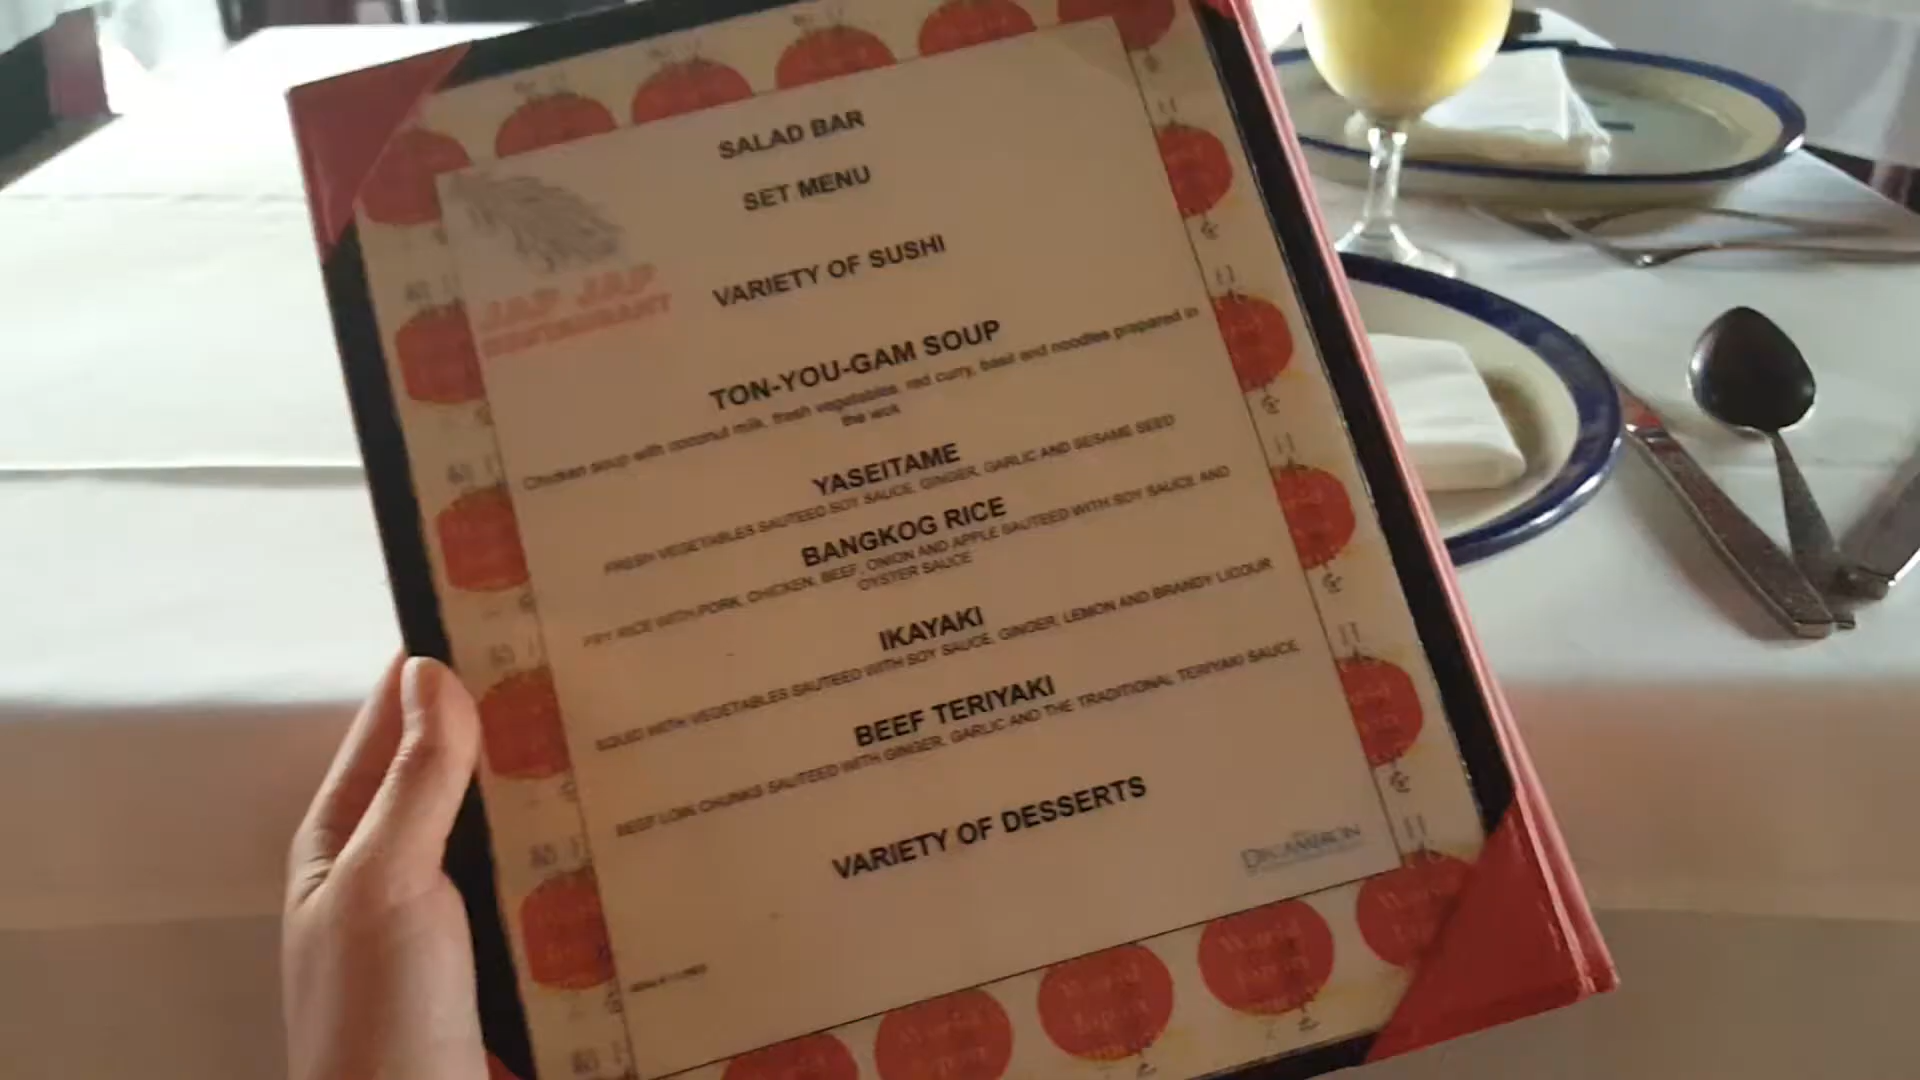 SALAD BAR
SET MENU
VARIETY OF SUSHI
JAP JAP
RESTAURANT
TON-YOU-GAM SOUP
Chicken soup with coconut milk, fresh vegetables, red curry, basil and noodles prepared in
the wok
YASEITAME
FRESH VEGETABLES SAUTEED SOY SAUCE, GINGER, GARLIC AND SESAME SEED
BANGKOG RICE
FRY RICE WITH PORK, CHICKEN, BEEF, ONION AND APPLE SAUTEED WITH SOY SAUCE AND
OYSTER SAUCE
IKAYAKI
WITH VEGETABLES SAUTEED WITH SOY SAUCE, GINGER, LEMON AND BRANDY LIQOUR
BEEF TERIYAKI
BEEF LOIN CHUNKS SAUTEED WITH GINGER, GARLIC AND THE TRADITIONAL TERIYAKI SAUCE
VARIETY OF DESSERTS